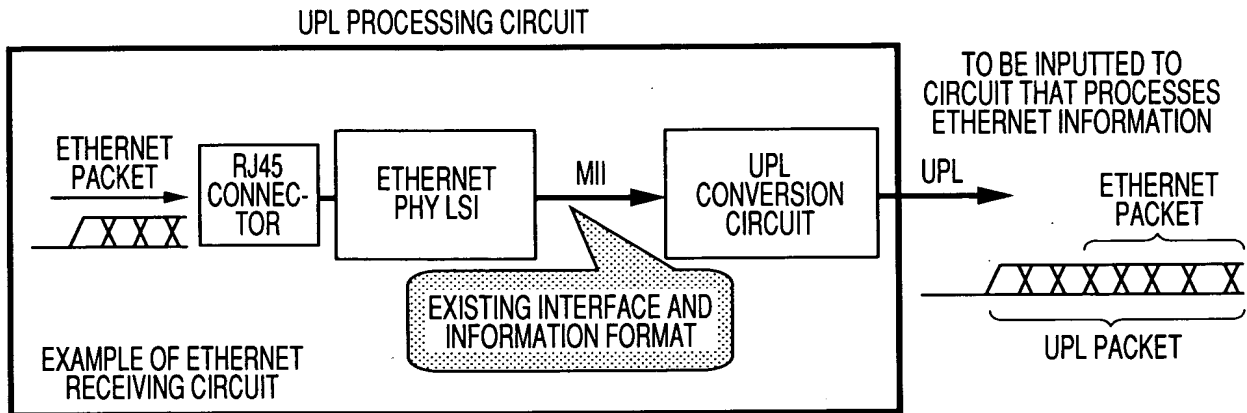 UPL PROCESSING CIRCUIT
ETHERNET
PACKET
RJ45
CONNEC-
TOR
ETHERNET
PHY LSI
MII
UPL
CONVERSION
CIRCUIT
UPL
TO BE INPUTTED TO
CIRCUIT THAT PROCESSES
ETHERNET INFORMATION
ETHERNET
PACKET
UPL PACKET
EXISTING INTERFACE AND
INFORMATION FORMAT
EXAMPLE OF ETHERNET
RECEIVING CIRCUIT